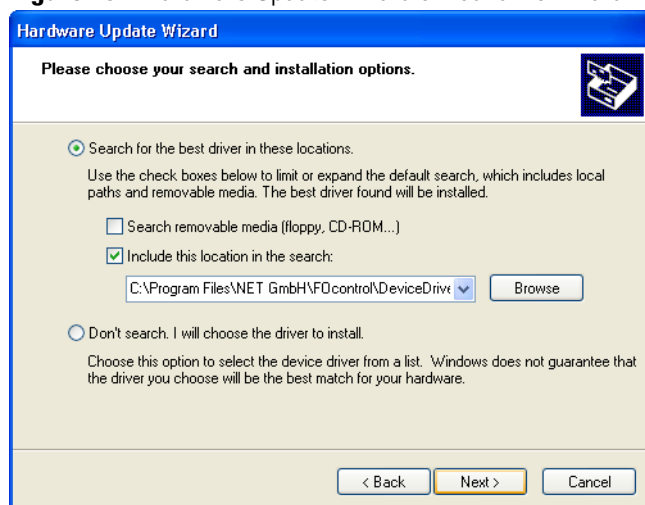 Hardware Update Wizard
Please choose your search and installation options.
Search for the best driver in these locations.
Use the check boxes below to limit or expand the default search, which includes local
paths and removable media. The best driver found will be installed.
Search removable media (floppy, CD-ROM...)
Include this location in the search:
C:\Program Files\NET GmbH\FOcontrol\DeviceDrive Browse
Don't search. I will choose the driver to install.
Choose this option to select the device driver from a list. Windows does not guarantee that
the driver you choose will be the best match for your hardware.
< Back Next > Cancel